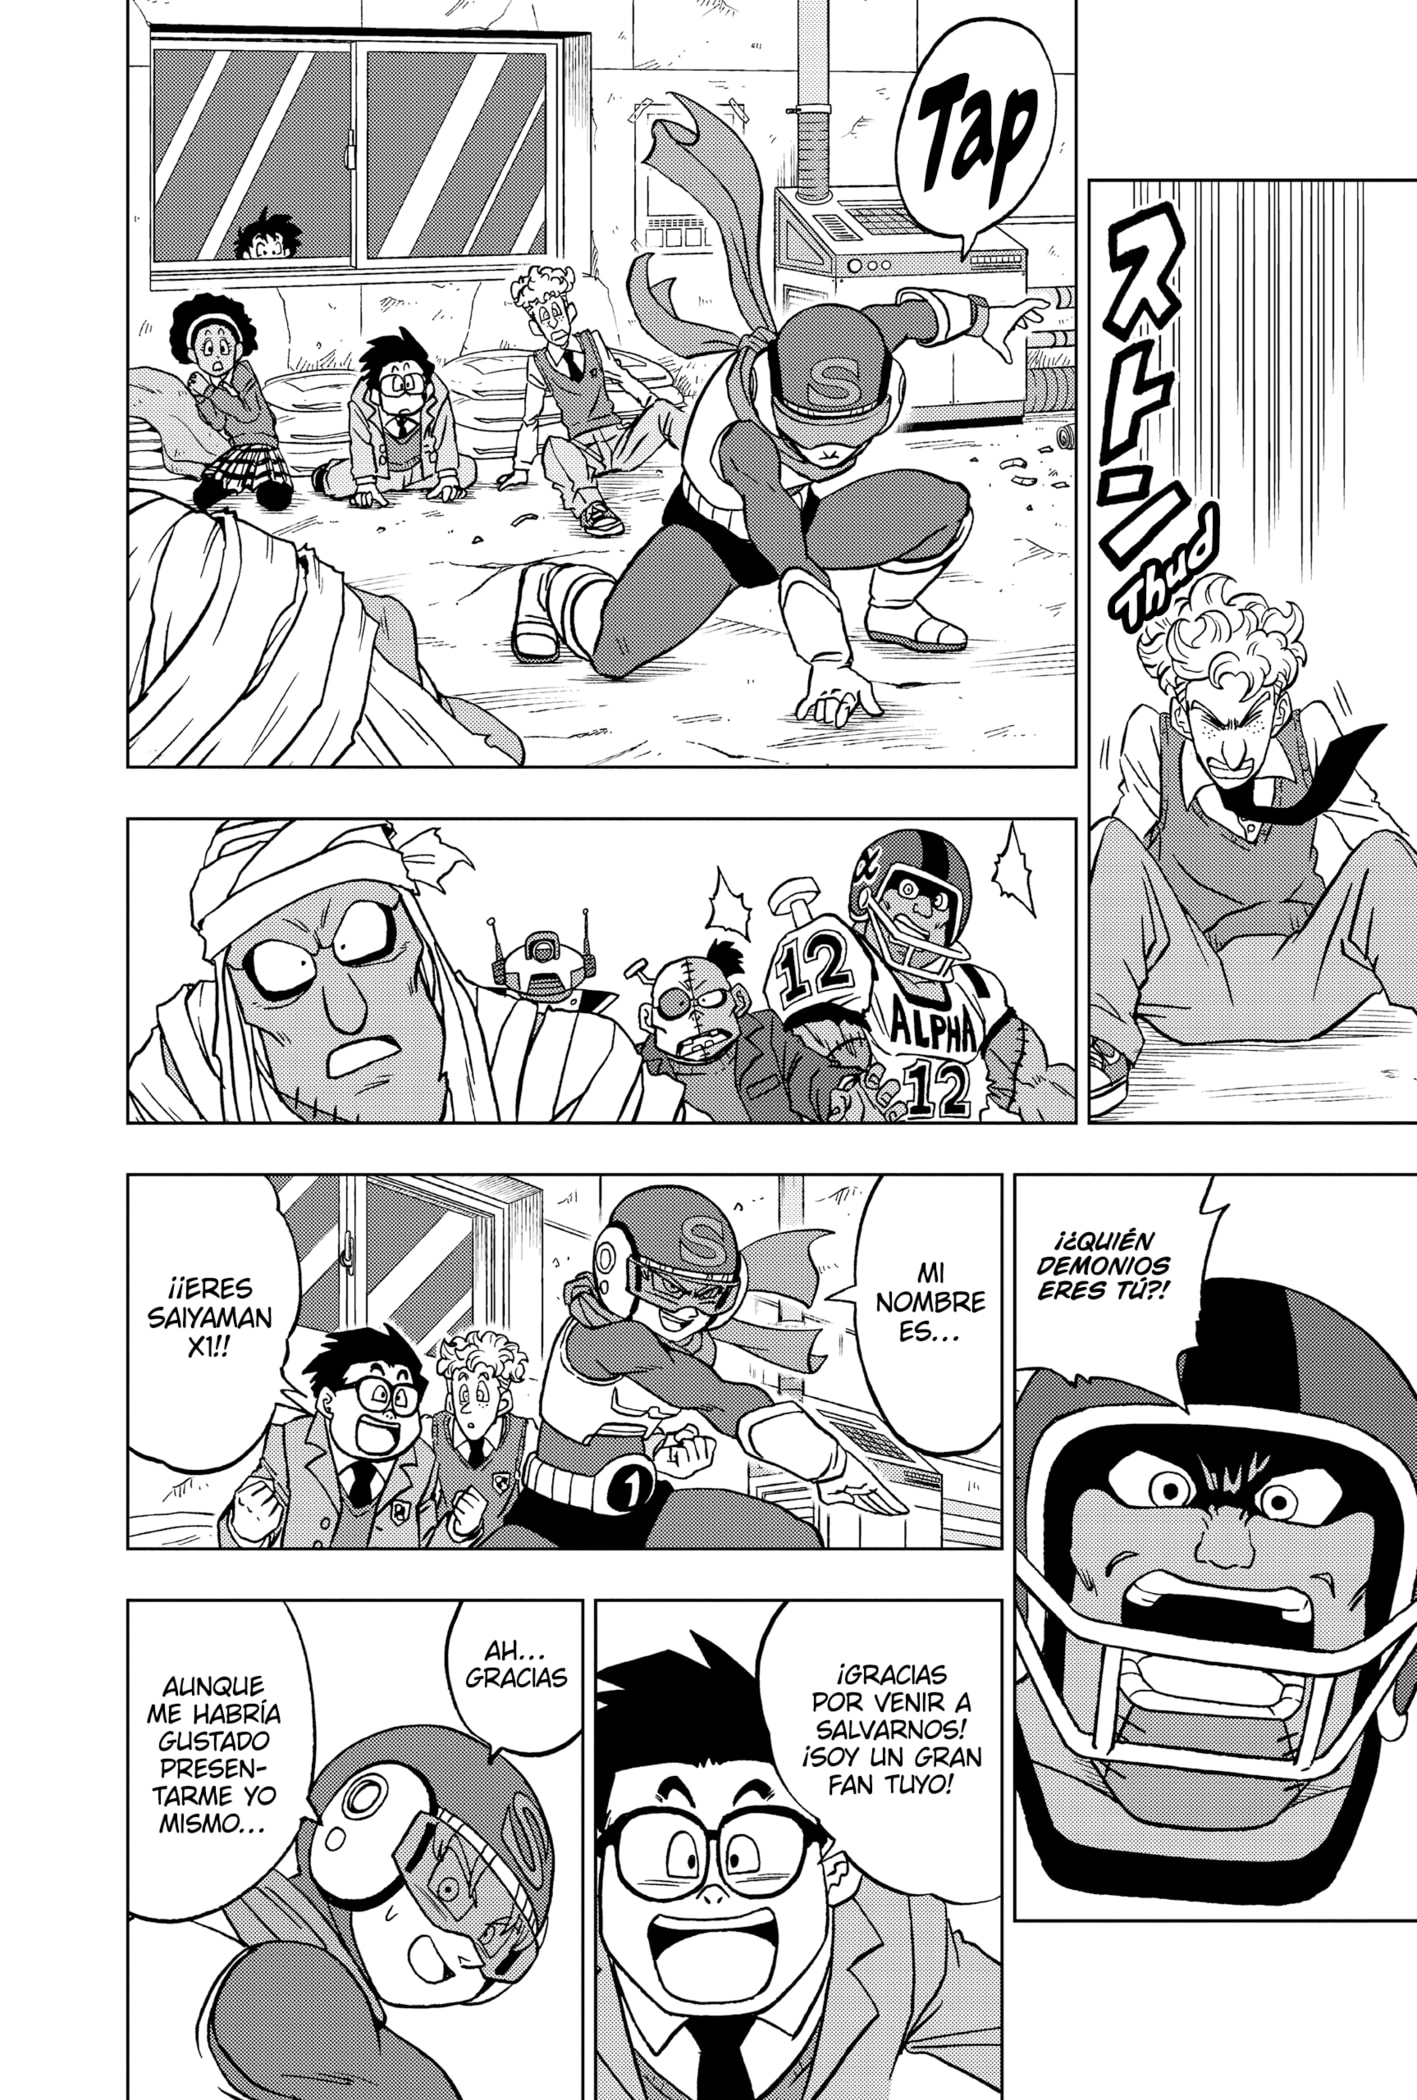 ストン
Thud
Tap
S
α
12
ALPHA
12
¡¿QUIÉN
DEMONIOS
ERES TÚ?!
MI
NOMBRE
ES...
S
1
¡¡ERES
SAIYAMAN
X1!!
¡GRACIAS
POR VENIR A
SALVARNOS!
¡SOY UN GRAN
FAN TUYO!
AH...
GRACIAS
AUNQUE
ME HABRÍA
GUSTADO
PRESEN-
TARME YO
MISMO...
S